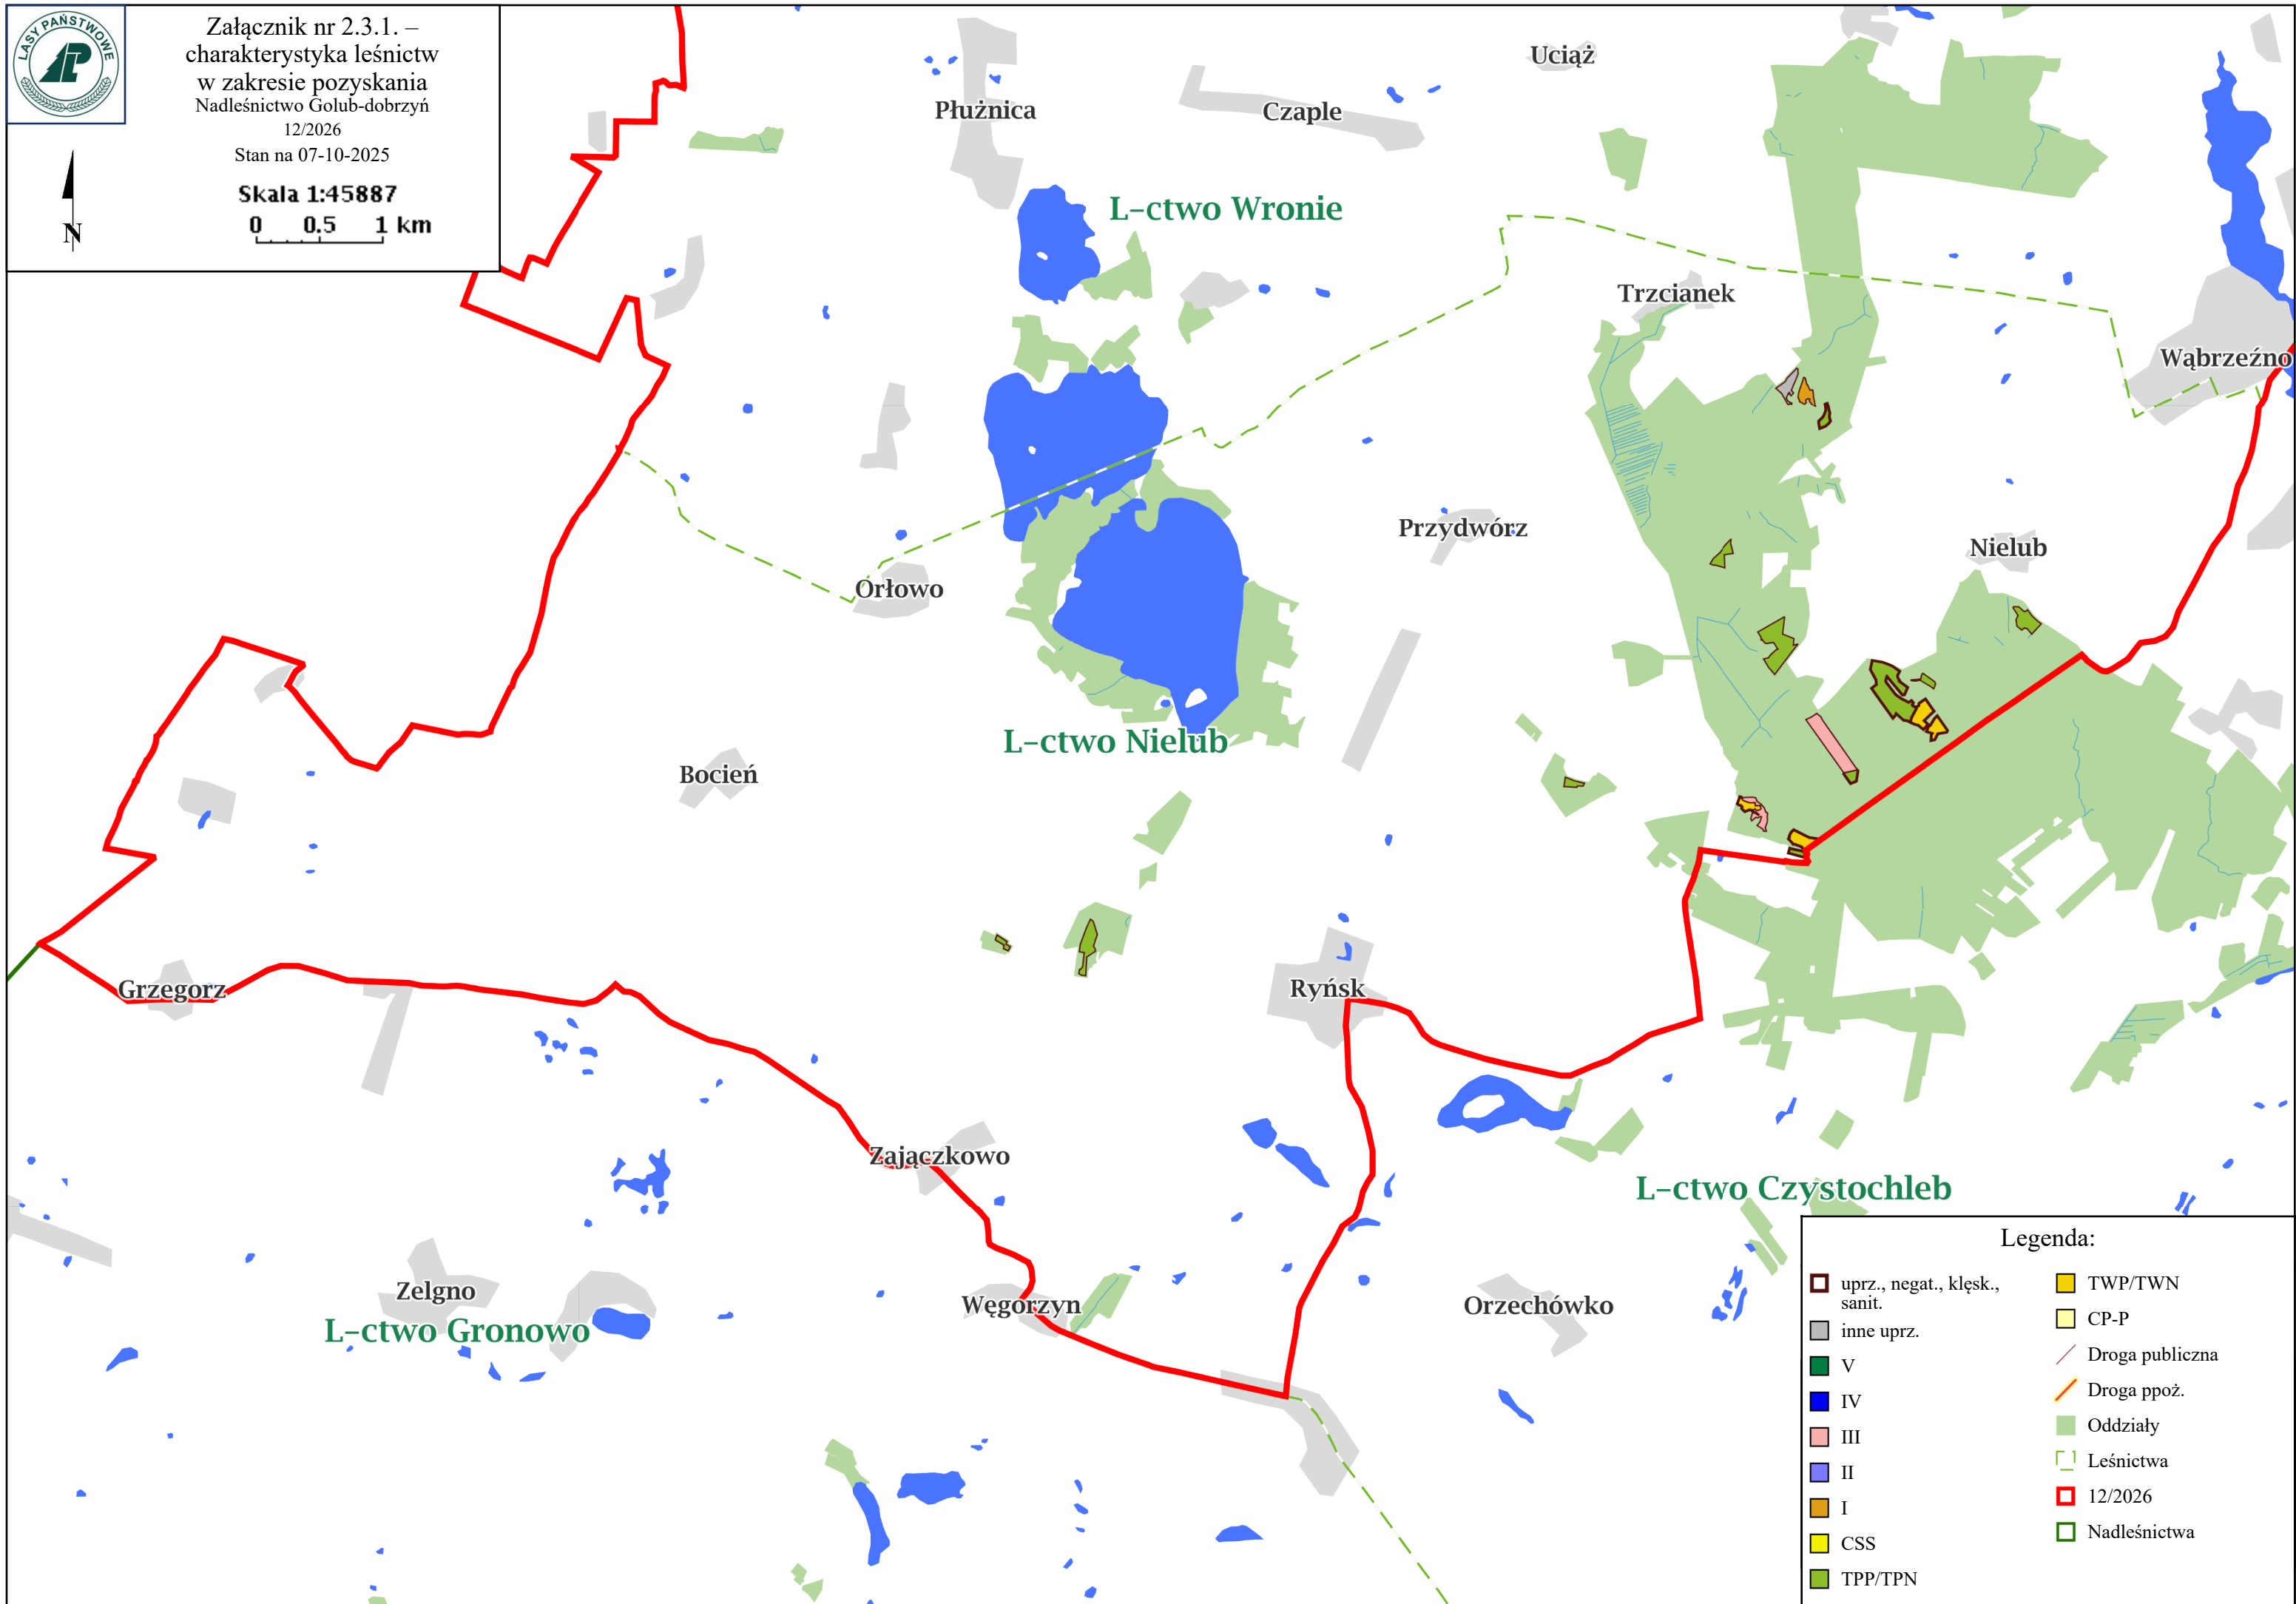 LASY PAŃSTWOWE
LP
Załącznik nr 2.3.1. –
charakterystyka leśnictw
w zakresie pozyskania
Nadleśnictwo Golub-dobrzyń
12/2026
Stan na 07-10-2025
Skala 1:45887
0 0.5 1 km
N
Uciąż
Płużnica
Czaple
L-ctwo Wronie
Trzcianek
Wąbrzeźno
Przydwórz
Nielub
Orłowo
L-ctwo Nielub
Bocień
Ryńsk
Grzegorz
Zajączkowo
L-ctwo Czystochleb
Zelgno
Węgorzyn
Orzechówko
L-ctwo Gronowo
Legenda:
uprz., negat., klęsk.,
sanit.
inne uprz.
V
IV
III
II
I
CSS
TPP/TPN
TWP/TWN
CP-P
Droga publiczna
Droga ppoż.
Oddziały
Leśnictwa
12/2026
Nadleśnictwa